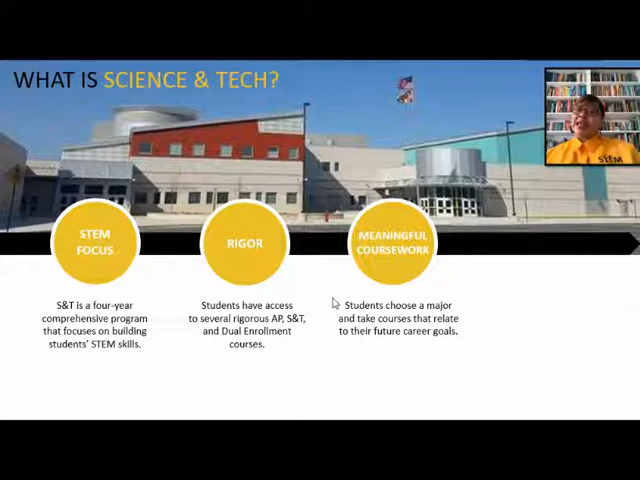 WHAT IS SCIENCE & TECH?
STEM
STEM
FOCUS
RIGOR
MEANINGFUL
COURSEWORK
S&T is a four-year
comprehensive program
that focuses on building
students' STEM skills.
Students have access
to several rigorous AP, S&T,
and Dual Enrollment
courses.
Students choose a major
and take courses that relate
to their future career goals.